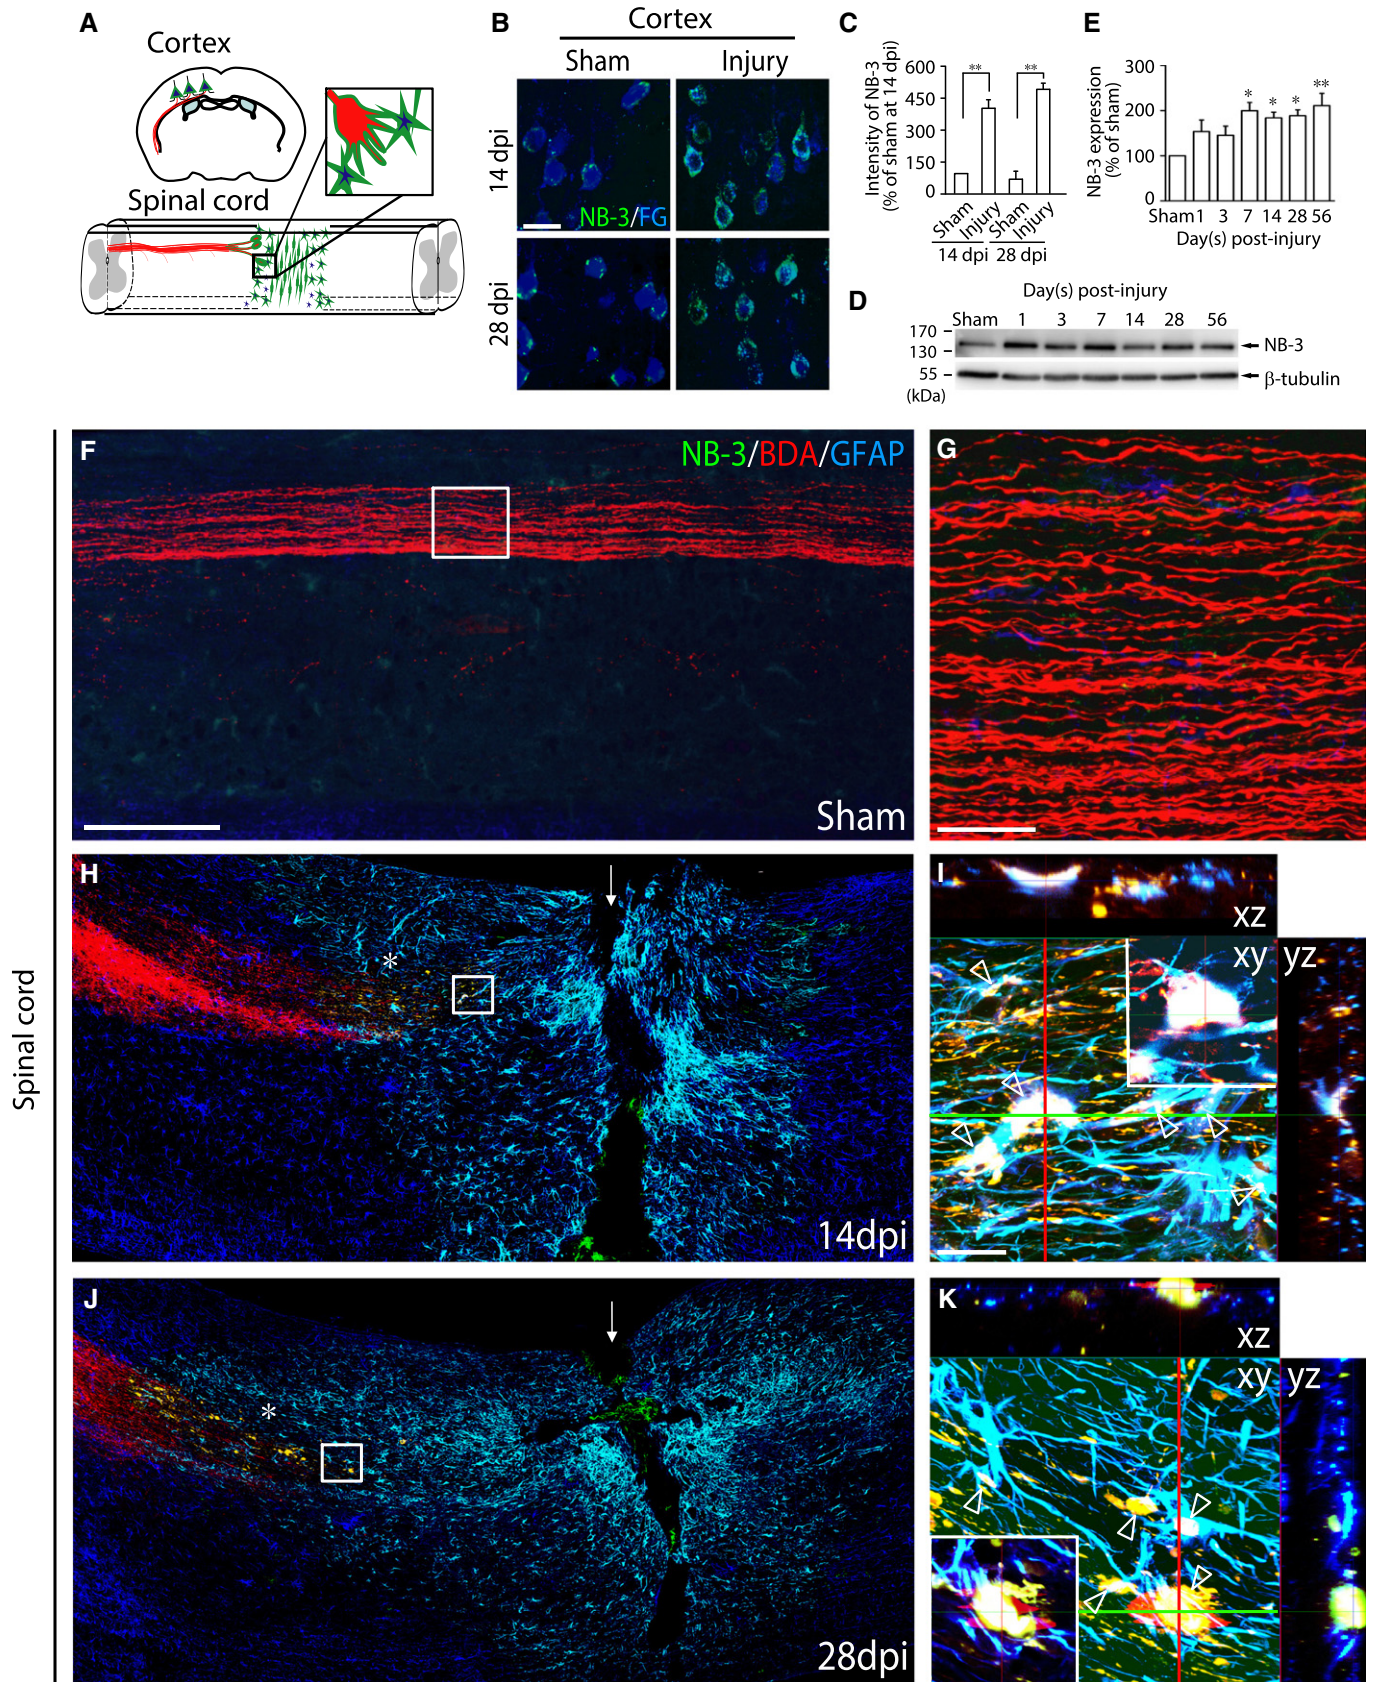 A
Cortex
Spinal cord
B
Cortex
Sham
Injury
14 dpi
28 dpi
NB-3/FG
C
Intensity of NB-3
(% of sham at 14 dpi)
600
450
300
150
0
**
**
Sham
Injury
Sham
Injury
14 dpi
28 dpi
E
NB-3 expression
(% of sham)
300
200
100
0
*
*
*
**
Sham 1 3 7 14 28 56
Day(s) post-injury
D
Day(s) post-injury
Sham 1 3 7 14 28 56
170
130
NB-3
55
β-tubulin
(kDa)
Spinal cord
F
NB-3/BDA/GFAP
Sham
G
H
*
14dpi
I
xz
xy
yz
J
*
28dpi
K
xz
xy
yz